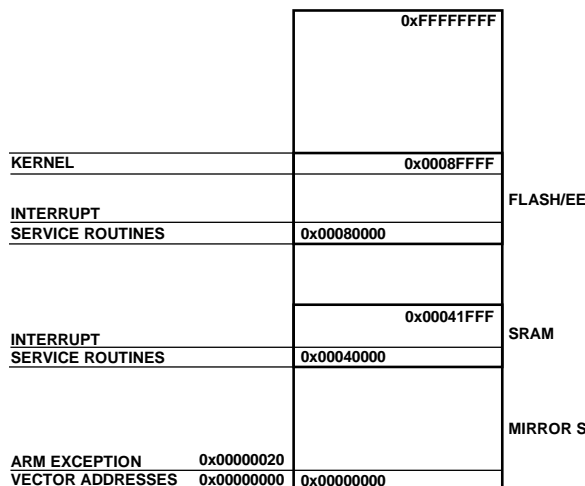 0xFFFFFFFF
KERNEL 0x0008FFFF
FLASH/EE
INTERRUPT
SERVICE ROUTINES 0x00080000
0x00041FFF
SRAM
INTERRUPT
SERVICE ROUTINES 0x00040000
MIRROR S
ARM EXCEPTION 0x00000020
VECTOR ADDRESSES 0x00000000 0x00000000